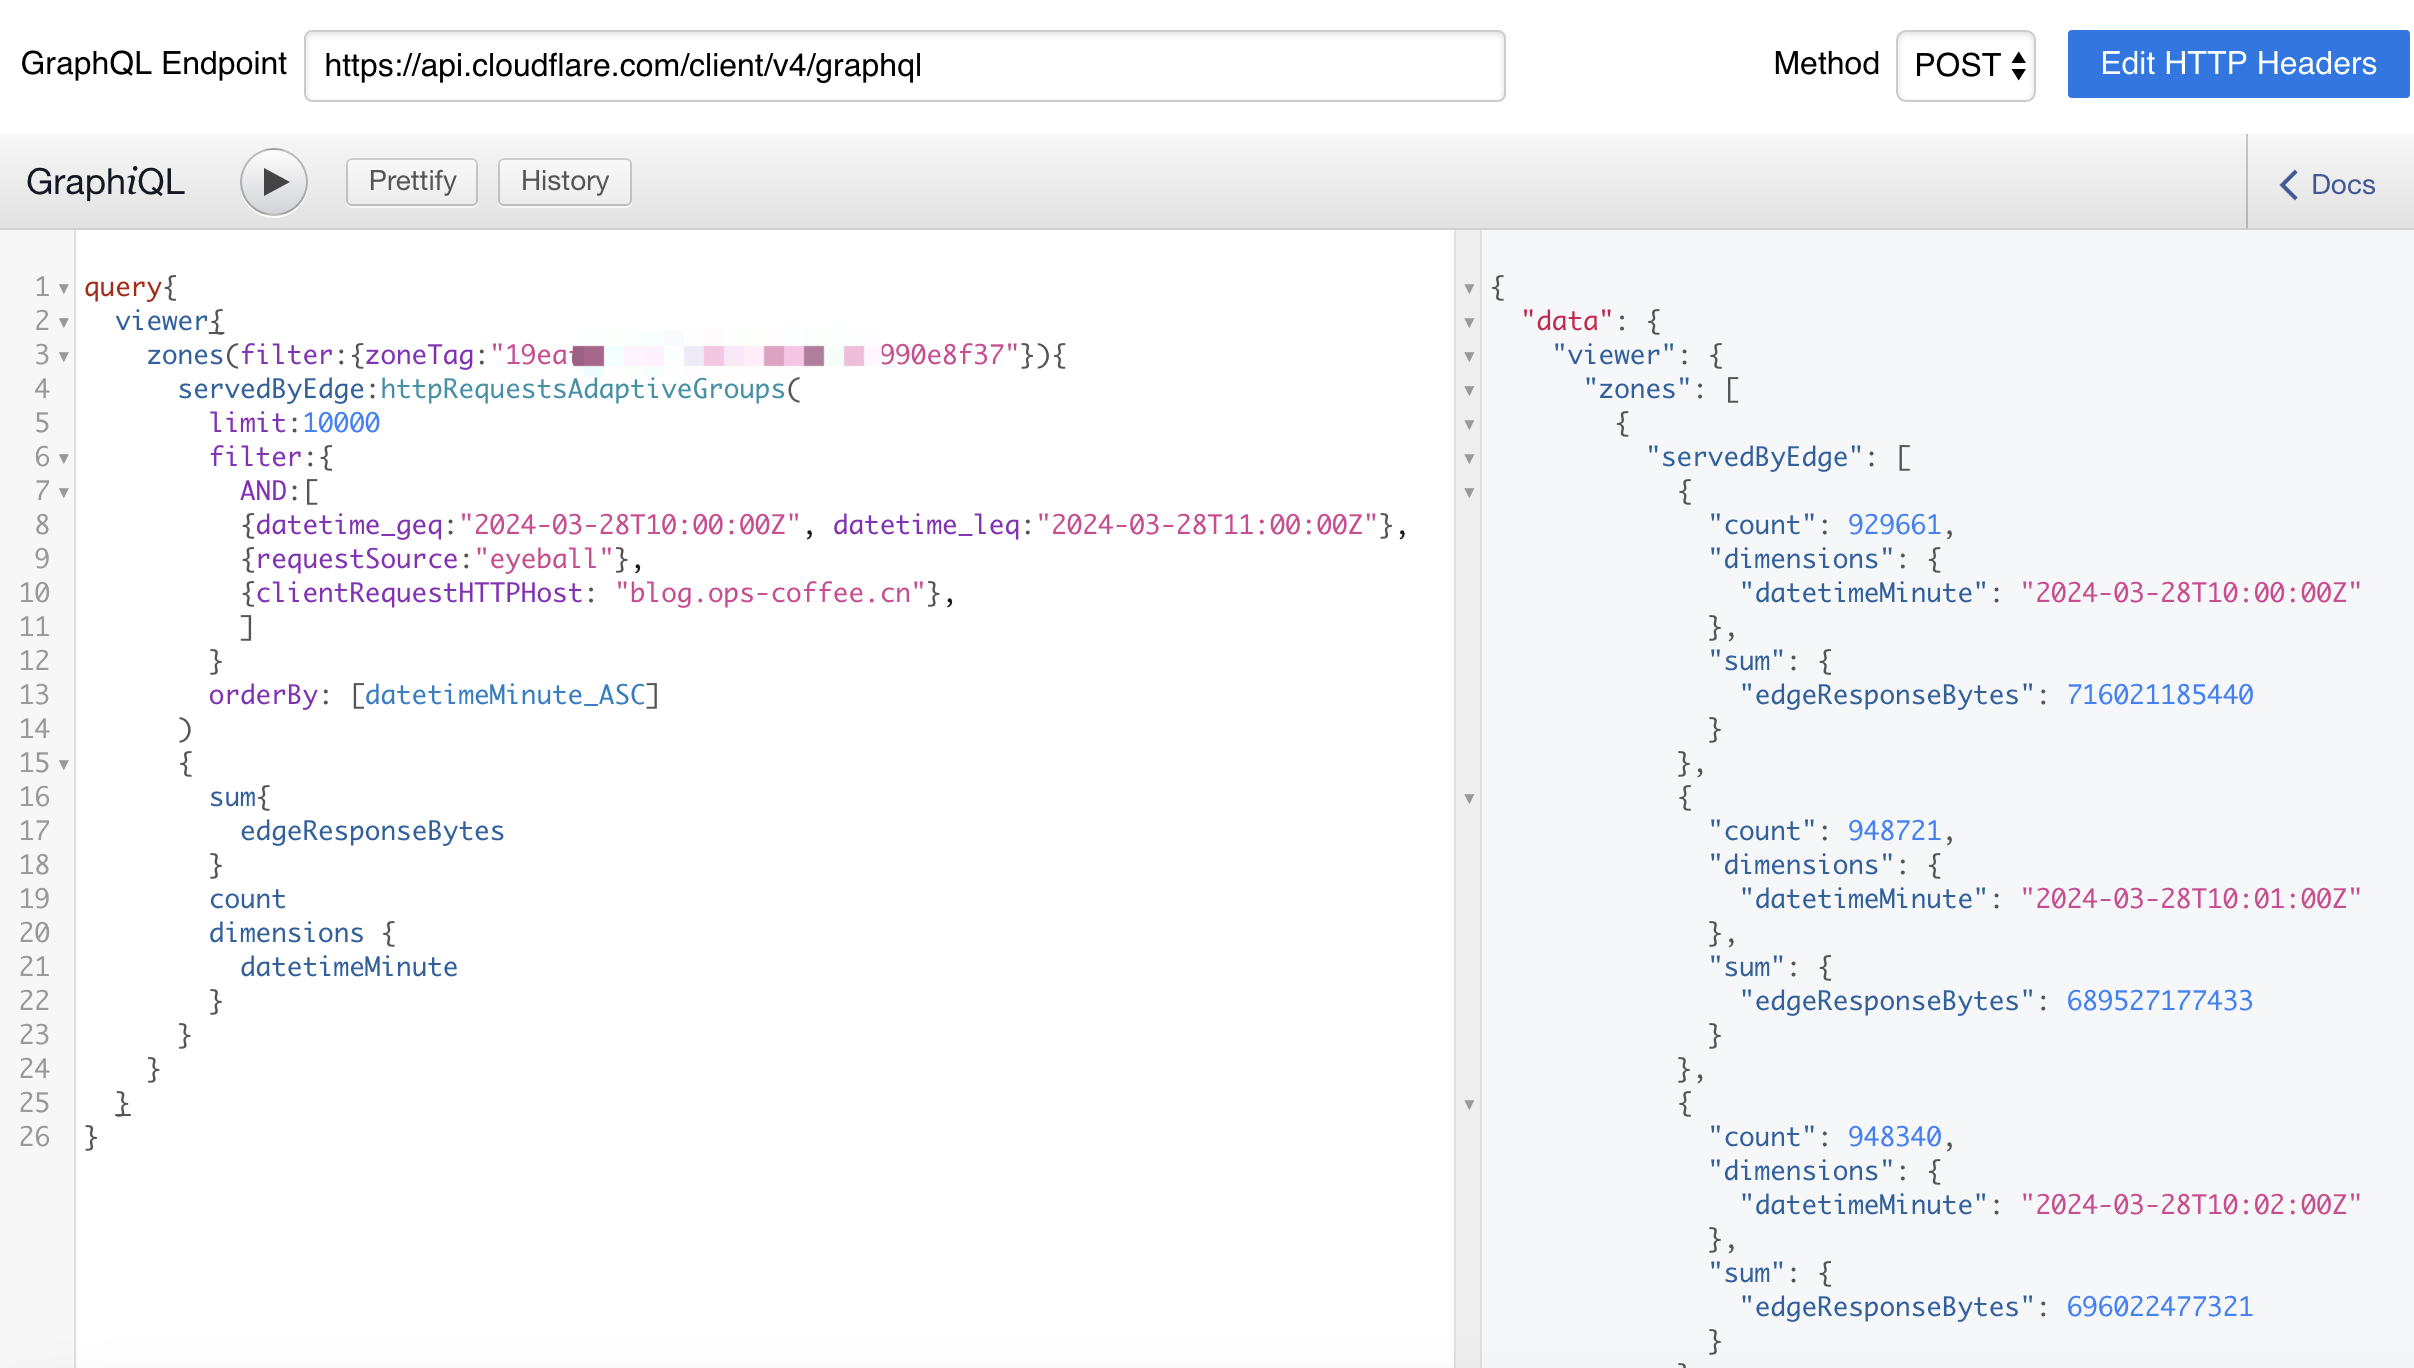 GraphQL Endpoint https://api.cloudflare.com/client/v4/graphql Method POST Edit HTTP Headers
GraphiQL Prettify History Docs
1 query{
2 viewer{
3 zones(filter:{zoneTag:"19ea 990e8f37"}){
4 servedByEdge:httpRequestsAdaptiveGroups(
5 limit:10000
6 filter:{
7 AND:[
8 {datetime_geq:"2024-03-28T10:00:00Z", datetime_leq:"2024-03-28T11:00:00Z"},
9 {requestSource:"eyeball"},
10 {clientRequestHTTPHost: "blog.ops-coffee.cn"},
11 ]
12 }
13 orderBy: [datetimeMinute_ASC]
14 )
15 {
16 sum{
17 edgeResponseBytes
18 }
19 count
20 dimensions {
21 datetimeMinute
22 }
23 }
24 }
25 }
26 }
{
"data": {
"viewer": {
"zones": [
{
"servedByEdge": [
{
"count": 929661,
"dimensions": {
"datetimeMinute": "2024-03-28T10:00:00Z"
},
"sum": {
"edgeResponseBytes": 716021185440
}
},
{
"count": 948721,
"dimensions": {
"datetimeMinute": "2024-03-28T10:01:00Z"
},
"sum": {
"edgeResponseBytes": 689527177433
}
},
{
"count": 948340,
"dimensions": {
"datetimeMinute": "2024-03-28T10:02:00Z"
},
"sum": {
"edgeResponseBytes": 696022477321
}